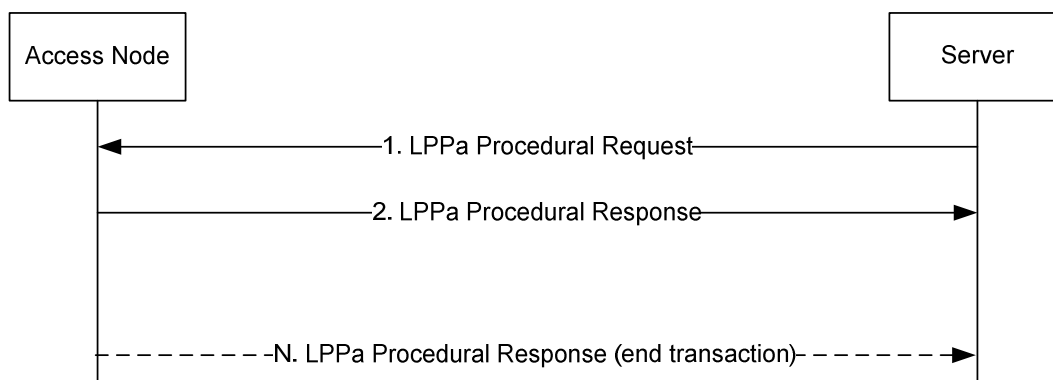 Access Node
Server
1. LPPa Procedural Request
2. LPPa Procedural Response
N. LPPa Procedural Response (end transaction)